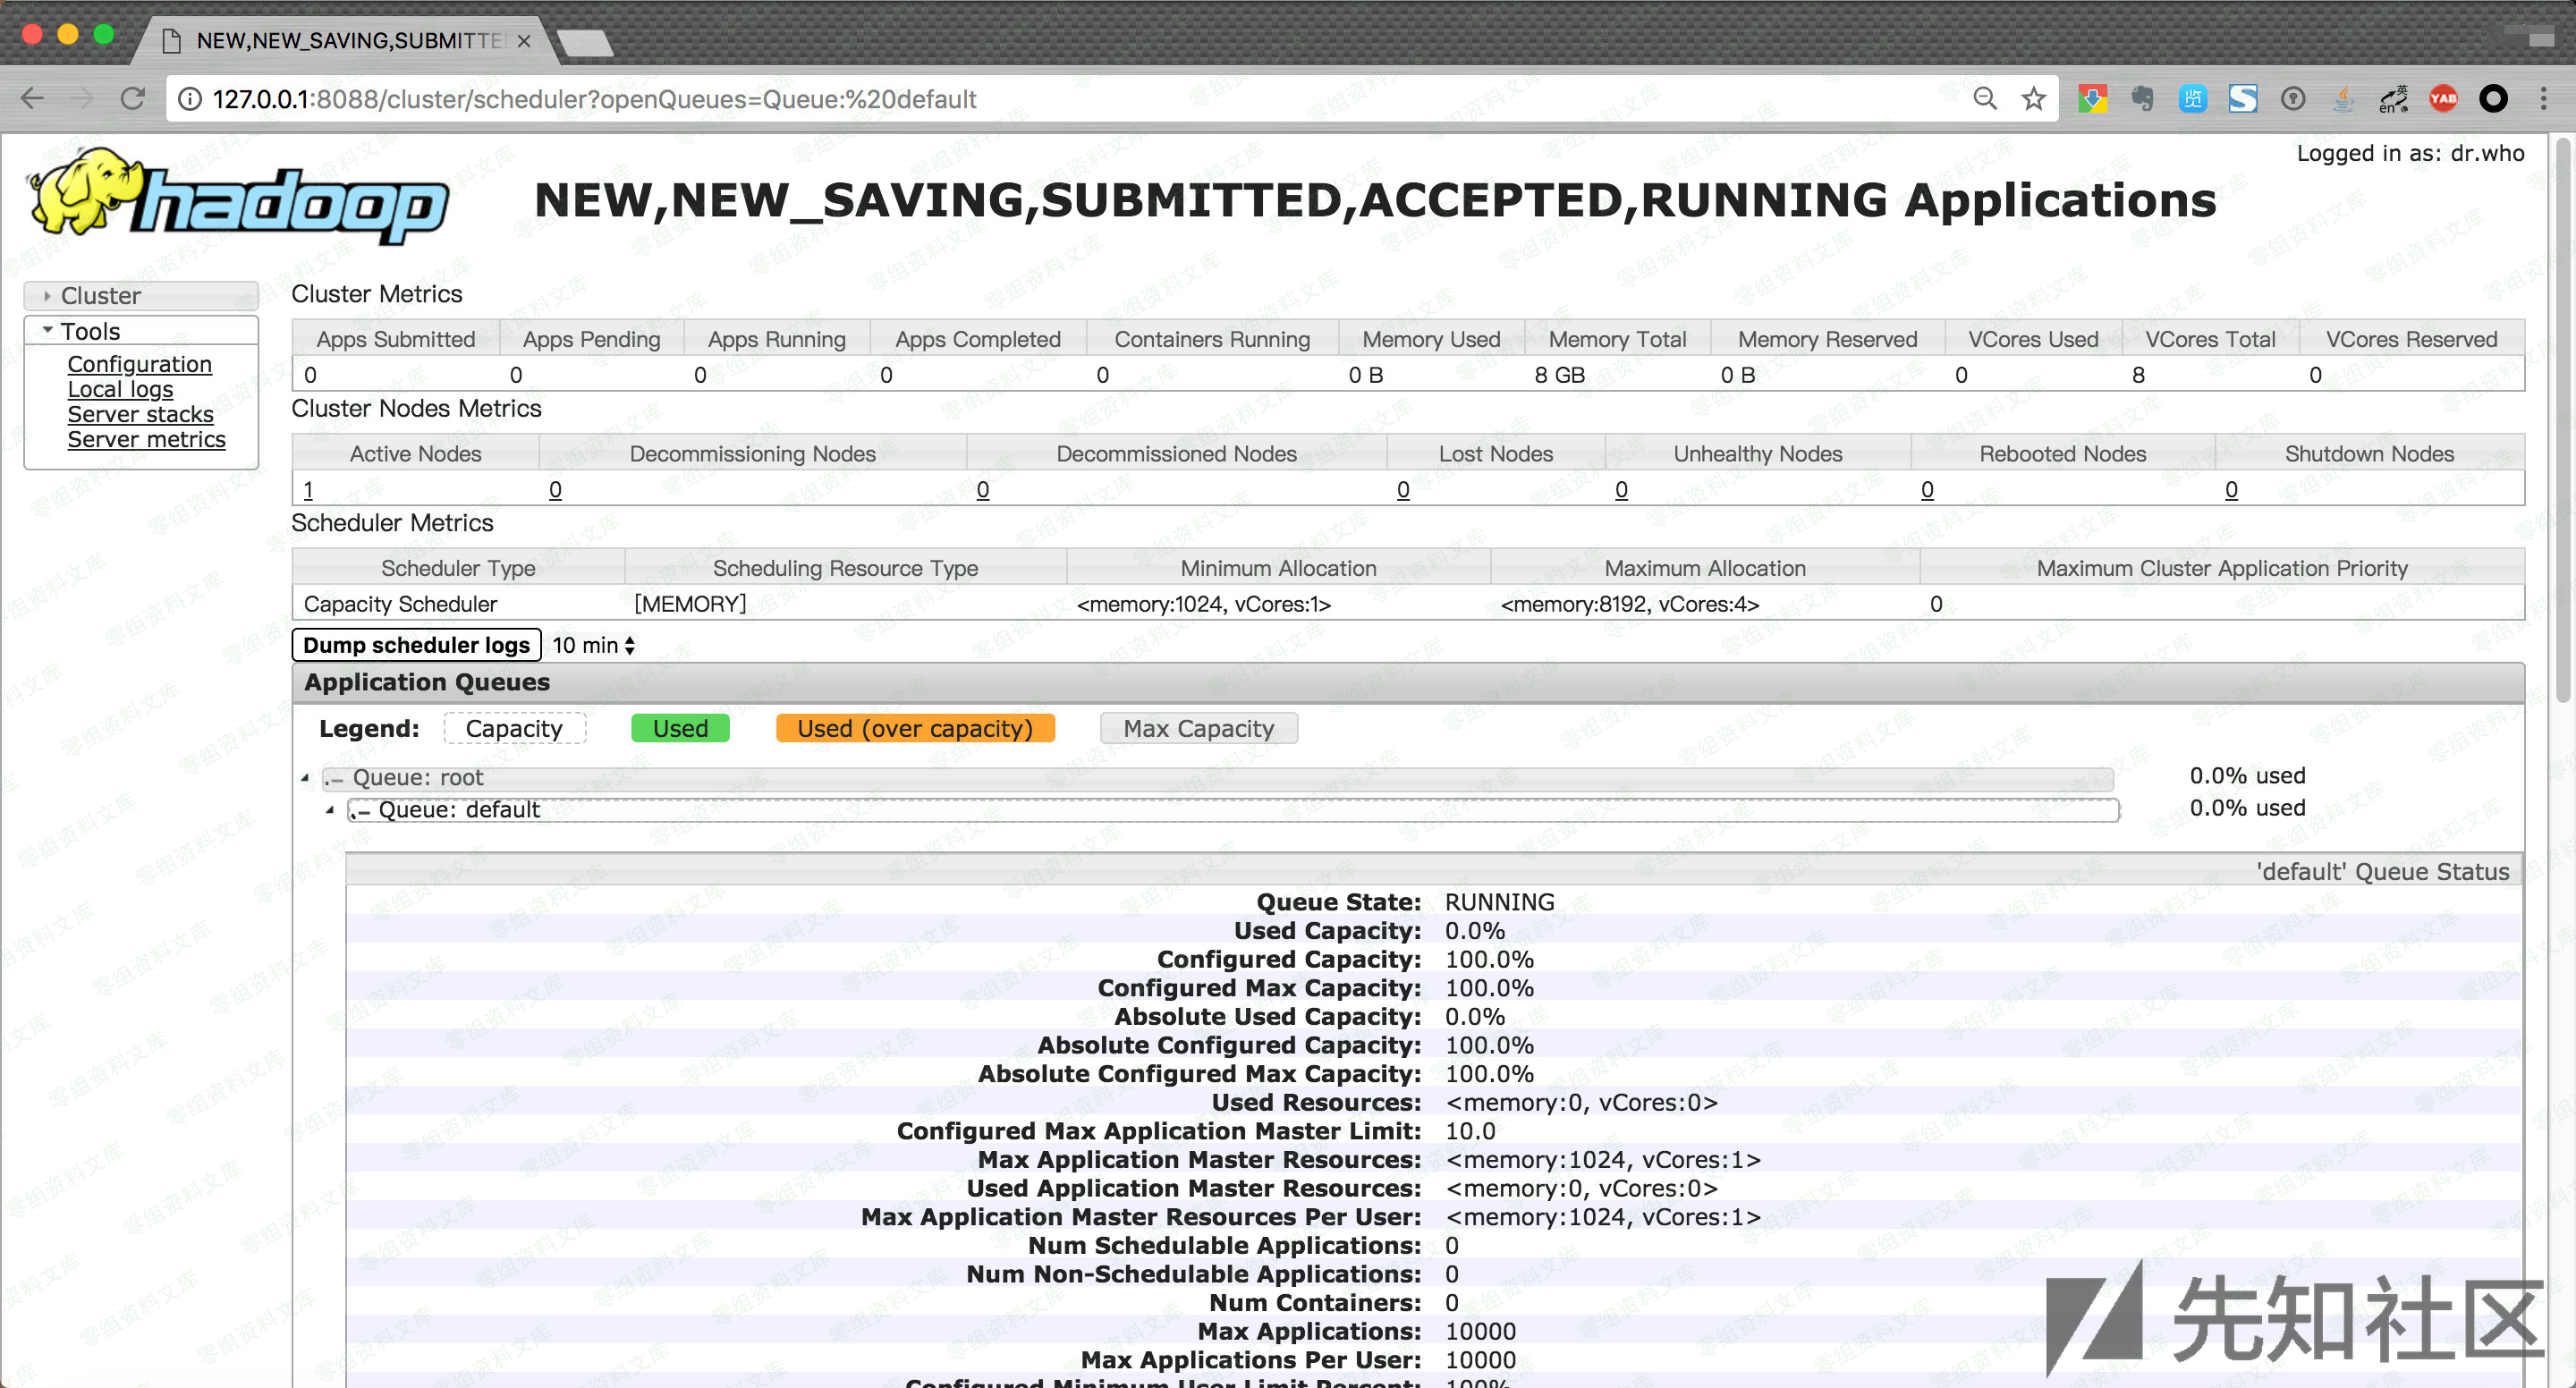 NEW,NEW_SAVING,SUBMITTE
127.0.0.1:8088/cluster/scheduler?openQueues=Queue:%20default
Logged in as: dr.who
hadoop
NEW,NEW_SAVING,SUBMITTED,ACCEPTED,RUNNING Applications
Cluster
Tools
Configuration
Local logs
Server stacks
Server metrics
Cluster Metrics
Apps Submitted Apps Pending Apps Running Apps Completed Containers Running Memory Used Memory Total Memory Reserved VCores Used VCores Total VCores Reserved
0 0 0 0 0 0 B 8 GB 0 B 0 8 0
Cluster Nodes Metrics
Active Nodes Decommissioning Nodes Decommissioned Nodes Lost Nodes Unhealthy Nodes Rebooted Nodes Shutdown Nodes
1 0 0 0 0 0 0
Scheduler Metrics
Scheduler Type Scheduling Resource Type Minimum Allocation Maximum Allocation Maximum Cluster Application Priority
Capacity Scheduler [MEMORY] <memory:1024, vCores:1> <memory:8192, vCores:4> 0
Dump scheduler logs 10 min
Application Queues
Legend: Capacity Used Used (over capacity) Max Capacity
Queue: root 0.0% used
Queue: default 0.0% used
'default' Queue Status
Queue State: RUNNING
Used Capacity: 0.0%
Configured Capacity: 100.0%
Configured Max Capacity: 100.0%
Absolute Used Capacity: 0.0%
Absolute Configured Capacity: 100.0%
Absolute Configured Max Capacity: 100.0%
Used Resources: <memory:0, vCores:0>
Configured Max Application Master Limit: 10.0
Max Application Master Resources: <memory:1024, vCores:1>
Used Application Master Resources: <memory:0, vCores:0>
Max Application Master Resources Per User: <memory:1024, vCores:1>
Num Schedulable Applications: 0
Num Non-Schedulable Applications: 0
Num Containers: 0
Max Applications: 10000
Max Applications Per User: 10000
Configured Minimum User Limit Percent: 100%
先知社区
零组资料文库